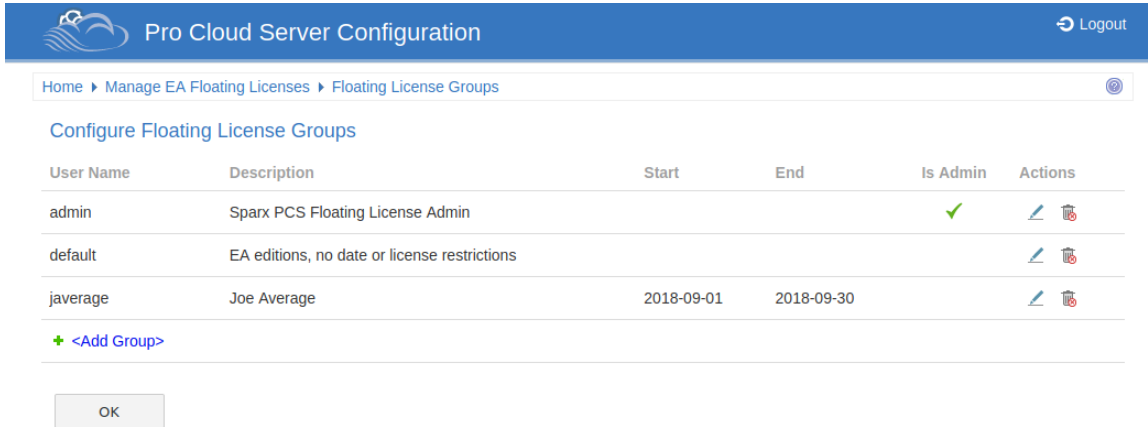 Pro Cloud Server Configuration
Logout
Home Manage EA Floating Licenses Floating License Groups
Configure Floating License Groups
User Name Description Start End Is Admin Actions
admin Sparx PCS Floating License Admin
default EA editions, no date or license restrictions
javerage Joe Average 2018-09-01 2018-09-30
<Add Group>
OK